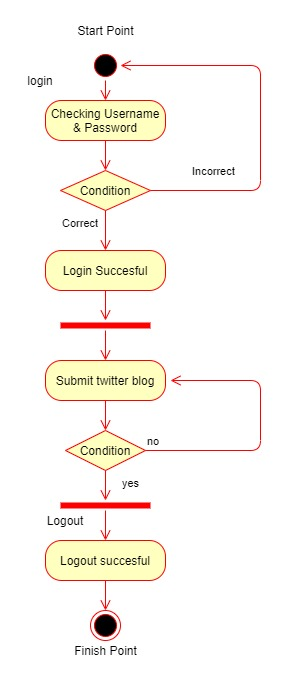 Start Point
login
Checking Username
& Password
Condition
Incorrect
Correct
Login Succesful
Submit twitter blog
Condition
no
yes
Logout
Logout succesful
Finish Point